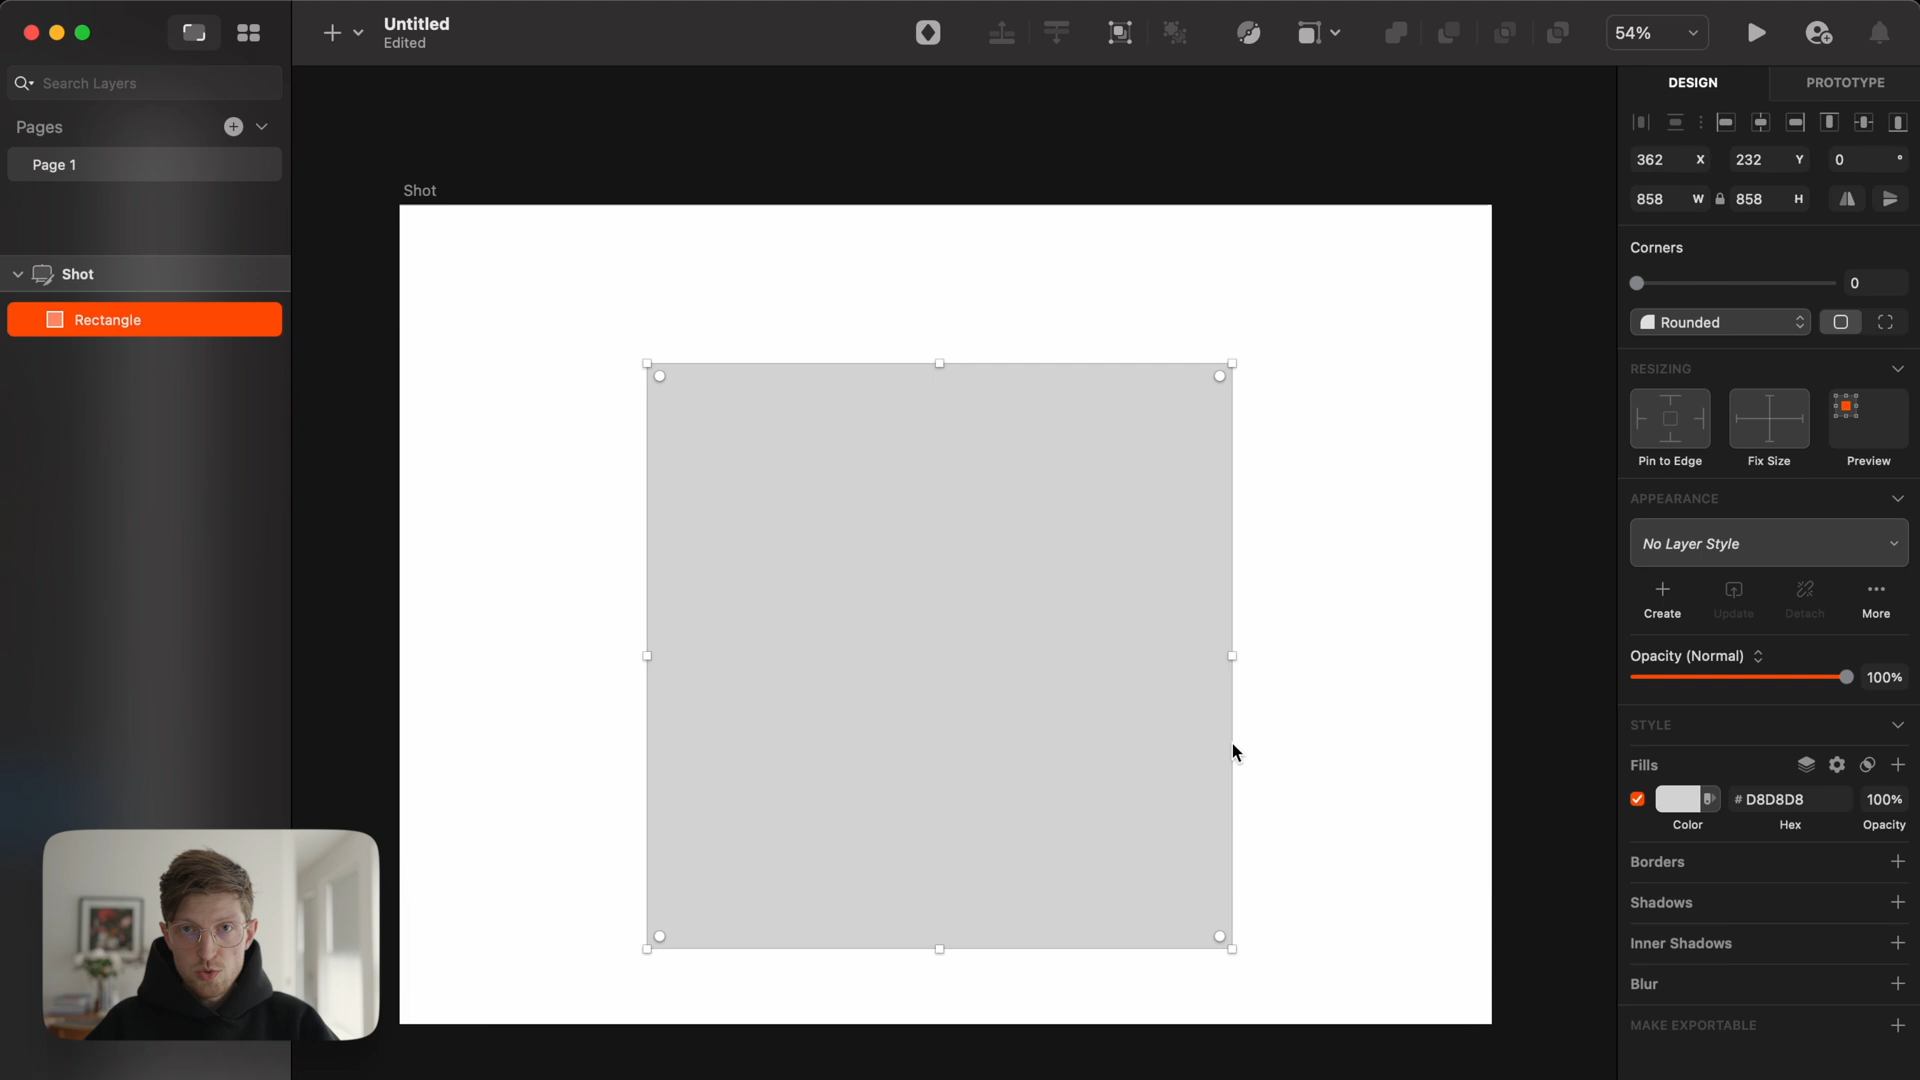 Untitled
Edited
54%
Search Layers
Pages
Page 1
Shot
Rectangle
Shot
DESIGN
PROTOTYPE
362 X
232 Y
0 °
858 W
858 H
Corners
0
Rounded
RESIZING
Pin to Edge
Fix Size
Preview
APPEARANCE
No Layer Style
Create
Update
Detach
More
Opacity (Normal)
100%
STYLE
Fills
# D8D8D8
100%
Color
Hex
Opacity
Borders
Shadows
Inner Shadows
Blur
MAKE EXPORTABLE